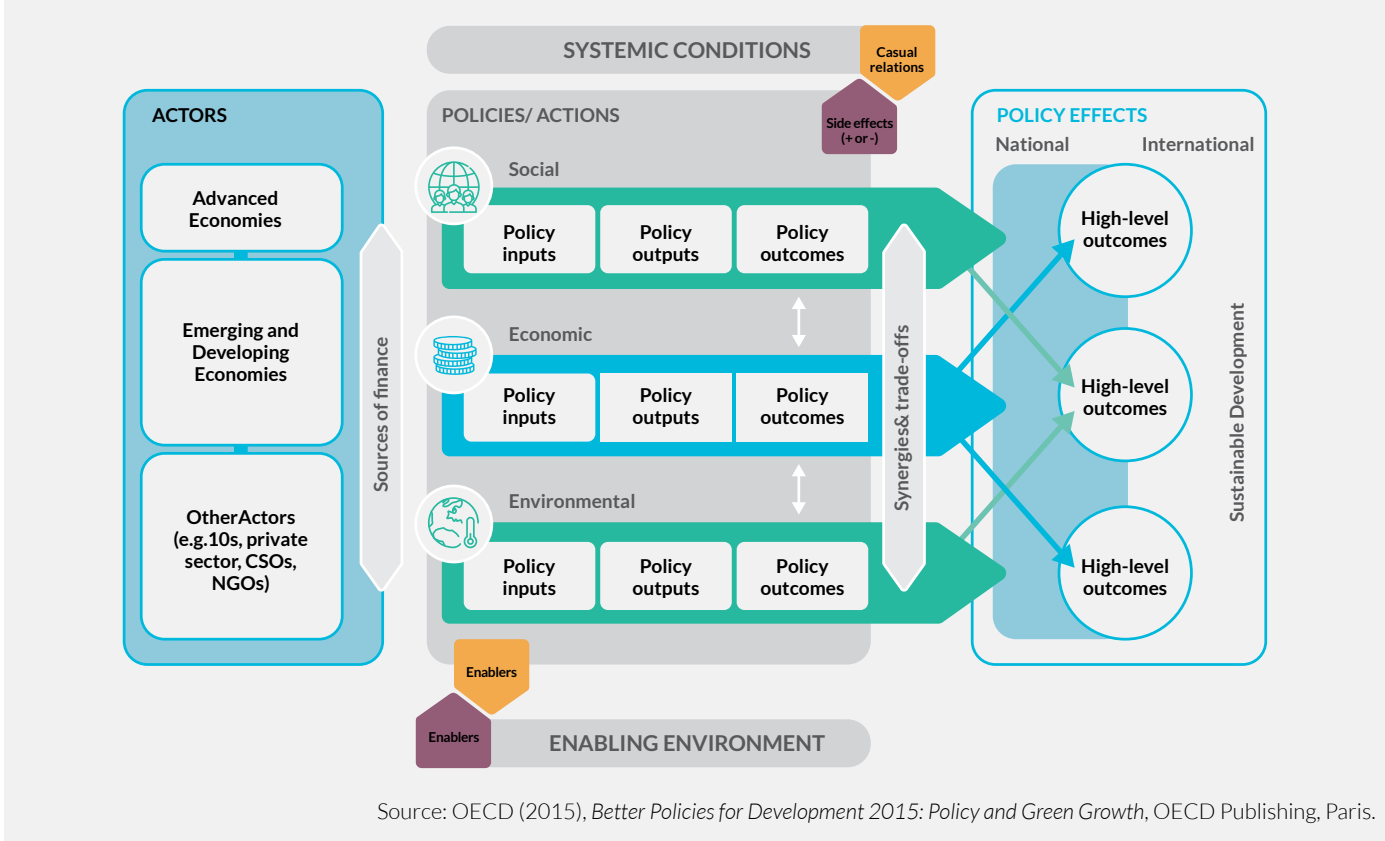 SYSTEMIC CONDITIONS
Casual
relations
Side effects
(+ or -)
ACTORS
Advanced
Economies
Emerging and
Developing
Economies
OtherActors
(e.g.10s, private
sector, CSOs,
NGOs)
Sources of finance
POLICIES/ ACTIONS
Social
Policy
inputs
Policy
outputs
Policy
outcomes
Economic
Policy
inputs
Policy
outputs
Policy
outcomes
Environmental
Policy
inputs
Policy
outputs
Policy
outcomes
Synergies& trade-offs
POLICY EFFECTS
National
International
High-level
outcomes
High-level
outcomes
High-level
outcomes
Sustainable Development
Enablers
Enablers
ENABLING ENVIRONMENT
Source: OECD (2015), Better Policies for Development 2015: Policy and Green Growth, OECD Publishing, Paris.